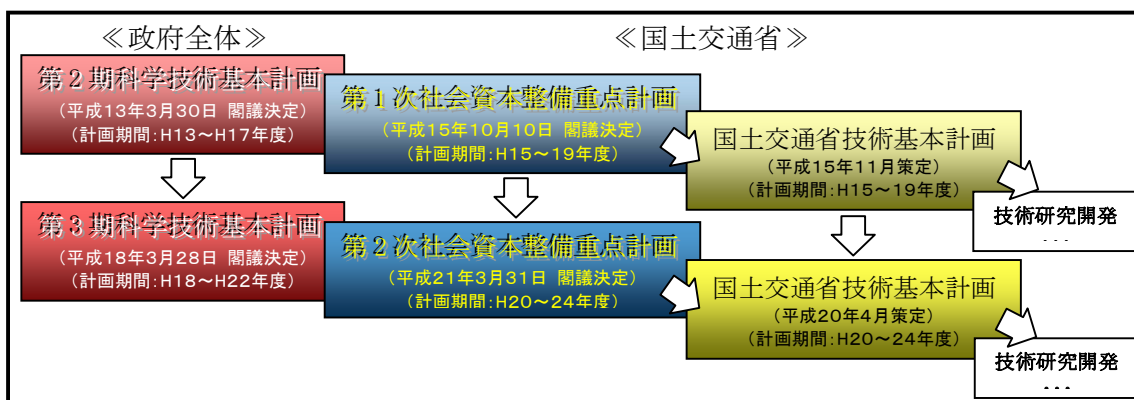 ≪政府全体≫
≪国土交通省≫
第2期科学技術基本計画
(平成13年3月30日 閣議決定)
(計画期間:H13～H17年度)
第1次社会資本整備重点計画
(平成15年10月10日 閣議決定)
(計画期間:H15～19年度)
国土交通省技術基本計画
(平成15年11月策定)
(計画期間:H15～19年度)
技術研究開発
・・・
第3期科学技術基本計画
(平成18年3月28日 閣議決定)
(計画期間:H18～H22年度)
第2次社会資本整備重点計画
(平成21年3月31日 閣議決定)
(計画期間:H20～24年度)
国土交通省技術基本計画
(平成20年4月策定)
(計画期間:H20～24年度)
技術研究開発
・・・